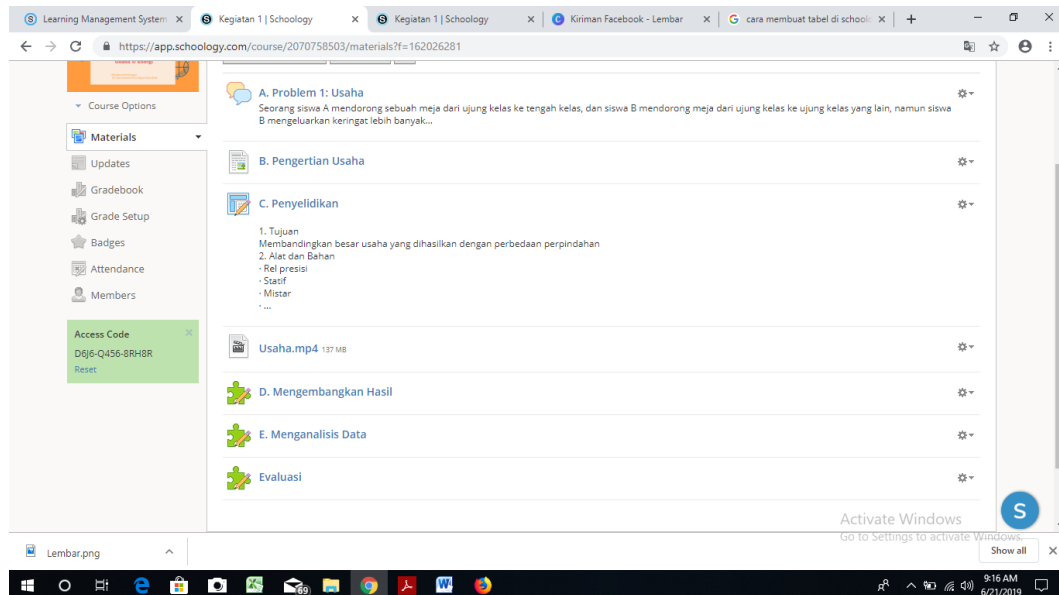 Learning Management System
Kegiatan 1 | Schoology
Kegiatan 1 | Schoology
Kiriman Facebook - Lembar
cara membuat tabel di schoolo
https://app.schoology.com/course/2070758503/materials?f=162026281
Course Options
Materials
Updates
Gradebook
Grade Setup
Badges
Attendance
Members
Access Code
D6J6-Q456-8RH8R
Reset
A. Problem 1: Usaha
Seorang siswa A mendorong sebuah meja dari ujung kelas ke tengah kelas, dan siswa B mendorong meja dari ujung kelas ke ujung kelas yang lain, namun siswa
B mengeluarkan keringat lebih banyak...
B. Pengertian Usaha
C. Penyelidikan
1. Tujuan
Membandingkan besar usaha yang dihasilkan dengan perbedaan perpindahan
2. Alat dan Bahan
· Rel presisi
· Statif
· Mistar
· ...
Usaha.mp4 137 MB
D. Mengembangkan Hasil
E. Menganalisis Data
Evaluasi
Activate Windows
Go to Settings to activate Windows.
S
Lembar.png
Show all
69
9:16 AM
6/21/2019